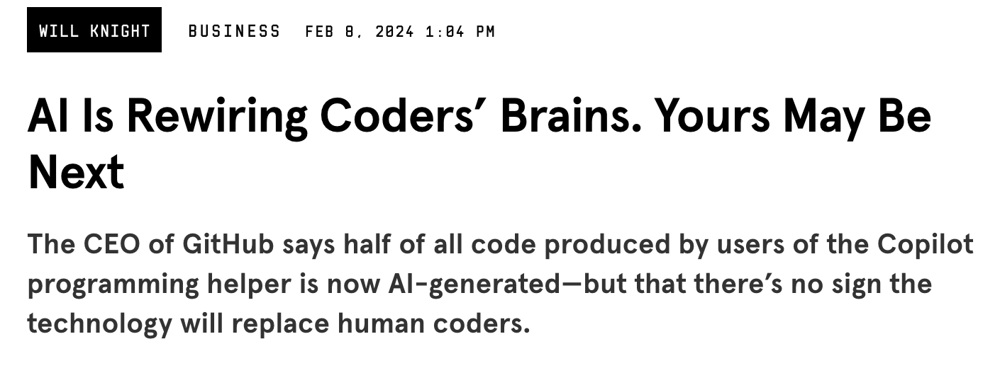 WILL KNIGHT BUSINESS FEB 8, 2024 1:04 PM
AI Is Rewiring Coders’ Brains. Yours May Be
Next
The CEO of GitHub says half of all code produced by users of the Copilot
programming helper is now AI-generated—but that there’s no sign the
technology will replace human coders.